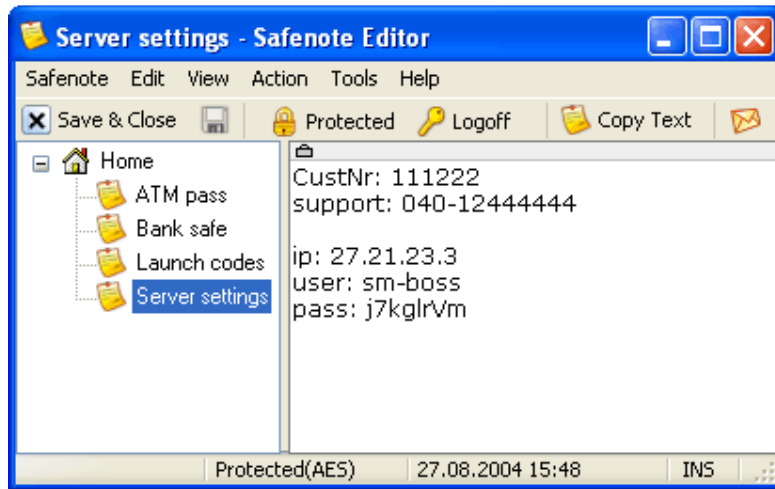 Server settings - Safenote Editor
Safenote Edit View Action Tools Help
Save & Close Protected Logoff Copy Text
Home
ATM pass
Bank safe
Launch codes
Server settings
CustNr: 111222
support: 040-12444444
ip: 27.21.23.3
user: sm-boss
pass: j7kglrVm
Protected(AES) 27.08.2004 15:48 INS